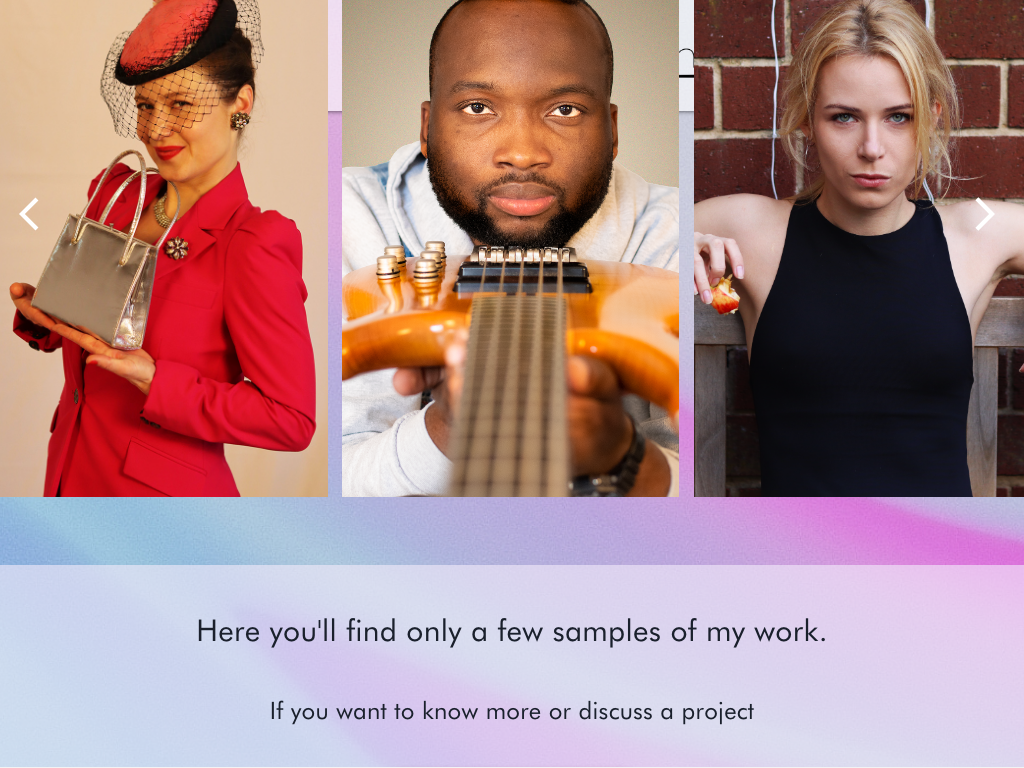 Here you'll find only a few samples of my work.
If you want to know more or discuss a project